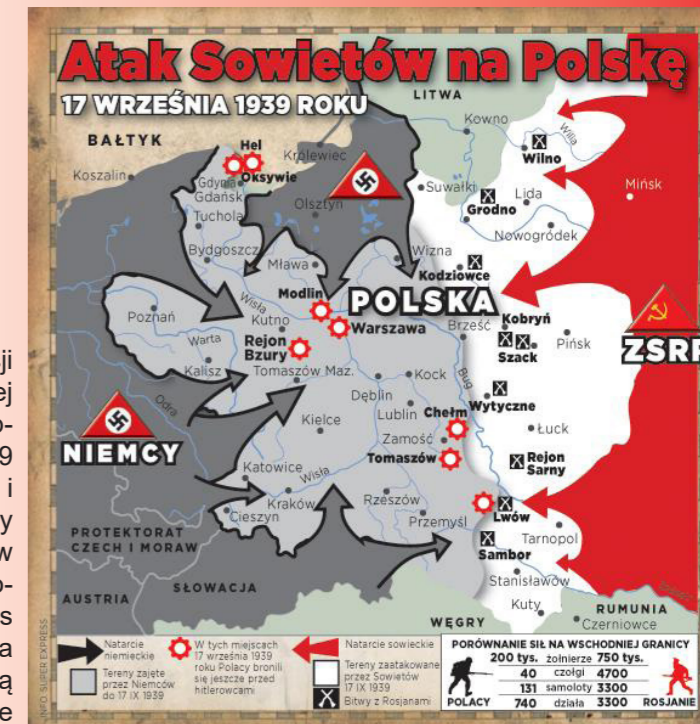 Atak Sowietów na Polskę
17 WRZEŚNIA 1939 ROKU
LITWA
BAŁTYK
Kowno
Wilia
Hel
Królewiec
Wilno
Koszalin
Oksywie
Gdynia
Gdańsk
Suwałki
Lida
Mińsk
Tuchola
Olsztyn
Grodno
Nowogródek
Bydgoszcz
Wizna
Mława
Kodziowce
Modlin
POLSKA
Wisła
Poznań
Kutno
Warszawa
Brześć
Kobryń
Rejon
Bzury
Warta
Szack
Pińsk
ZSRR
Kalisz
Tomaszów Maz.
Kock
Bug
Dęblin
Wytyczne
Odra
Lublin
Chełm
Łuck
NIEMCY
Kielce
Zamość
Tomaszów
Rejon
Sarny
Katowice
Wisła
Kraków
Rzeszów
Lwów
Cieszyn
Przemyśl
Tarnopol
PROTEKTORAT
CZECH I MORAW
Sambor
Stanisławów
AUSTRIA
SŁOWACJA
Kuty
RUMUNIA
WĘGRY
Czerniowce
INFO. SUPER EXPRESS
Natarcie
niemieckie
Tereny zajęte
przez Niemców
do 17 IX 1939
W tych miejscach
17 września 1939
roku Polacy bronili
się jeszcze przed
hitlerowcami
Natarcie sowieckie
Tereny zaatakowane
przez Sowietów
17 IX 1939
Bitwy z Rosjanami
PORÓWNANIE SIŁ NA WSCHODNIEJ GRANICY
200 tys. żołnierze 750 tys.
40 czołgi 4700
131 samoloty 3300
740 działa 3300
POLACY
ROSJANIE
ji
ej
o-
9
i
y
w
o-
s
a
ą
e